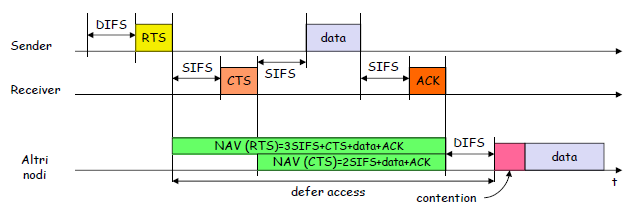 DIFS
RTS
data
Sender
SIFS
SIFS
SIFS
CTS
ACK
Receiver
NAV (RTS)=3SIFS+CTS+data+ACK
DIFS
NAV (CTS)=2SIFS+data+ACK
Altri
nodi
data
t
defer access
contention